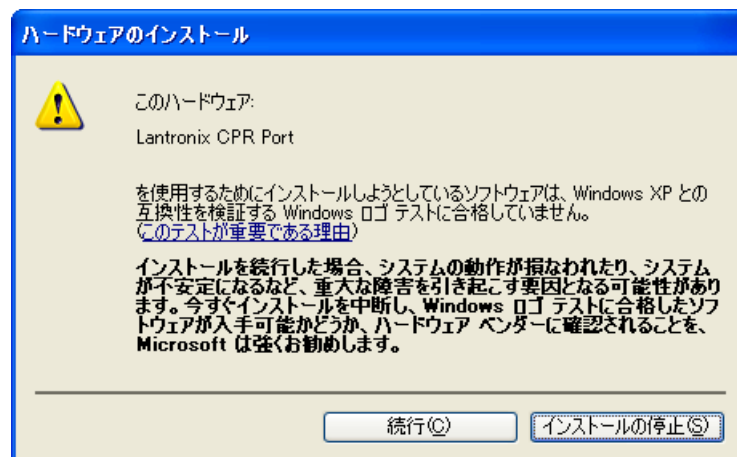 ハードウェアのインストール
このハードウェア:
Lantronix CPR Port
を使用するためにインストールしようとしているソフトウェアは、Windows XP との
互換性を検証する Windows ロゴ テストに合格していません。
(このテストが重要である理由)
インストールを続行した場合、システムの動作が損なわれたり、システム
が不安定になるなど、重大な障害を引き起こす要因となる可能性があり
ます。今すぐインストールを中断し、Windows ロゴ テストに合格したソフ
トウェアが入手可能かどうか、ハードウェア ベンダーに確認されることを、
Microsoft は強くお勧めします。
続行(C)
インストールの停止(S)